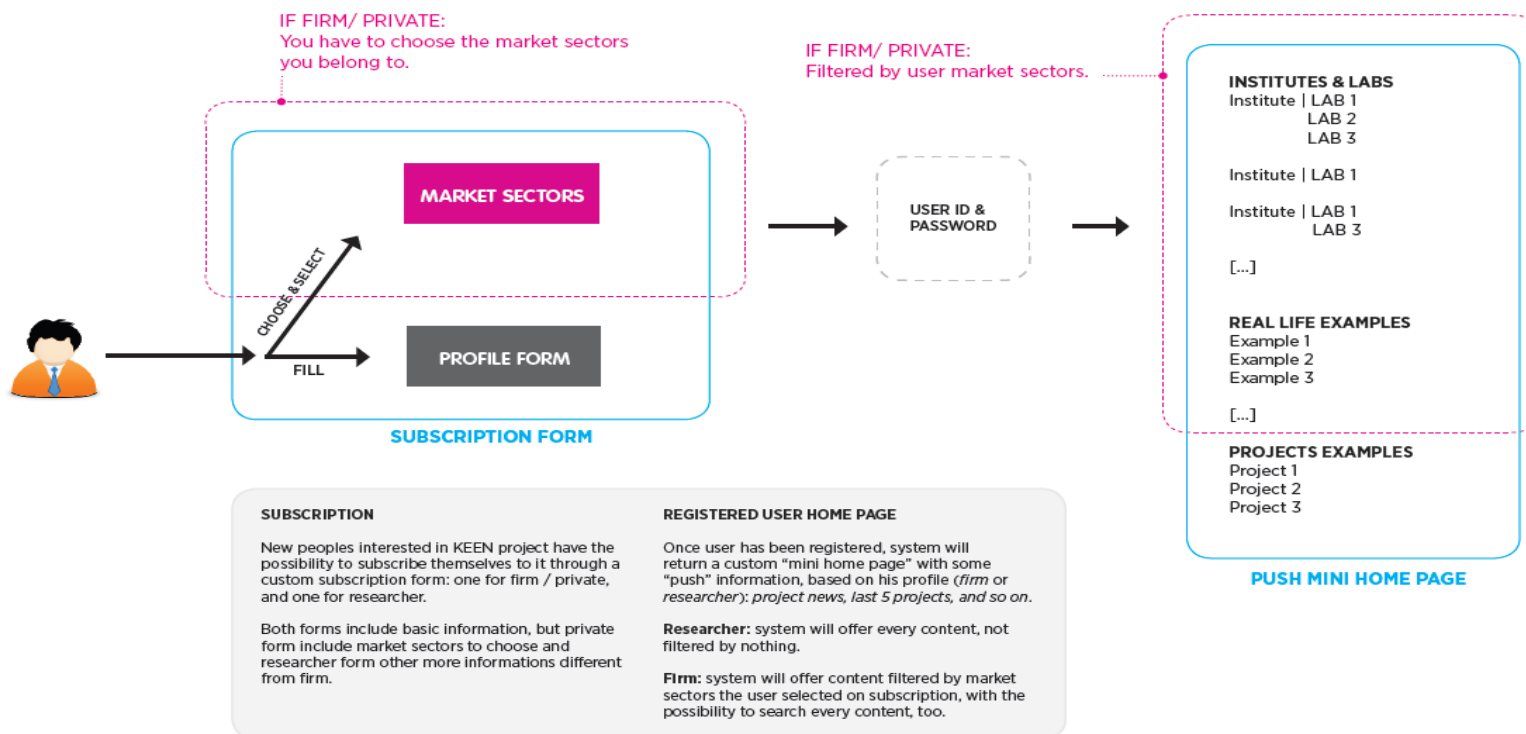 IF FIRM/ PRIVATE:
You have to choose the market sectors
you belong to.
IF FIRM/ PRIVATE:
Filtered by user market sectors.
MARKET SECTORS
CHOOSE & SELECT
FILL
PROFILE FORM
SUBSCRIPTION FORM
USER ID &
PASSWORD
INSTITUTES & LABS
Institute | LAB 1
LAB 2
LAB 3
Institute | LAB 1
Institute | LAB 1
LAB 3
[...]
REAL LIFE EXAMPLES
Example 1
Example 2
Example 3
[...]
PROJECTS EXAMPLES
Project 1
Project 2
Project 3
PUSH MINI HOME PAGE
SUBSCRIPTION
New peoples interested in KEEN project have the
possibility to subscribe themselves to it through a
custom subscription form: one for firm / private,
and one for researcher.
Both forms include basic information, but private
form include market sectors to choose and
researcher form other more informations different
from firm.
REGISTERED USER HOME PAGE
Once user has been registered, system will
return a custom “mini home page” with some
“push” information, based on his profile (firm or
researcher): project news, last 5 projects, and so on.
Researcher: system will offer every content, not
filtered by nothing.
Firm: system will offer content filtered by market
sectors the user selected on subscription, with the
possibility to search every content, too.